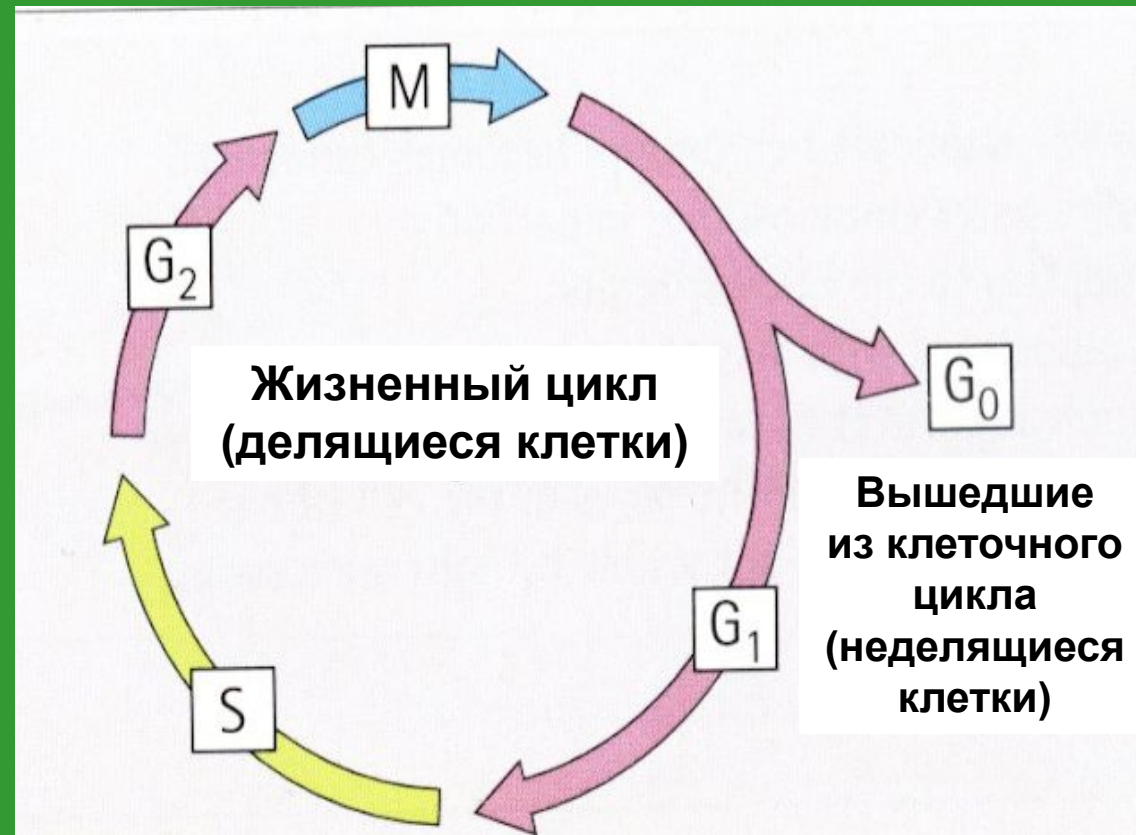 M
G₂
G₀
Жизненный цикл
(делящиеся клетки)
Вышедшие
из клеточного
цикла
(неделящиеся
клетки)
G₁
S